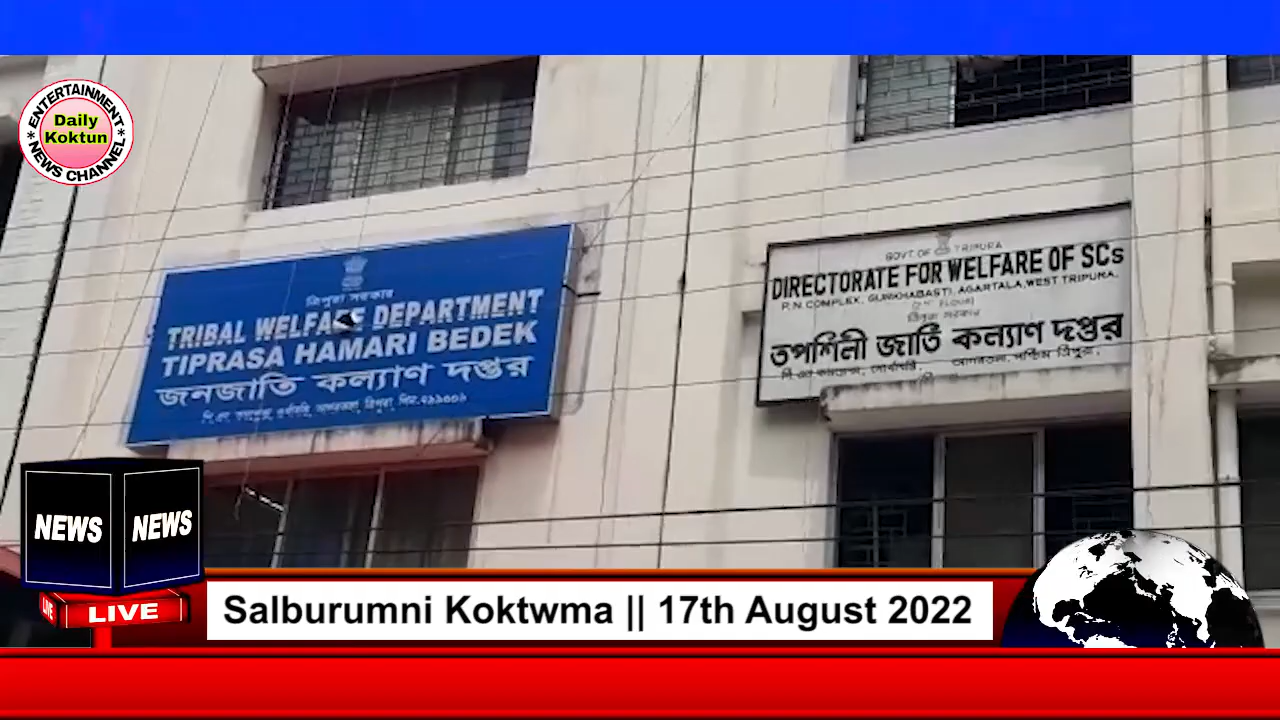 ENTERTAINMENT
Daily
Koktun
NEWS CHANNEL
ত্রিপুরা সরকার
TRIBAL WELFARE DEPARTMENT
TIPRASA HAMARI BEDEK
জনজাতি কল্যাণ দপ্তর
GOVT. OF TRIPURA
DIRECTORATE FOR WELFARE OF SCs
P.N. COMPLEX, GURKHABASTI, AGARTALA, WEST TRIPURA.
ত্রিপুরা সরকার
তপশিলী জাতি কল্যাণ দপ্তর
NEWS NEWS
LIVE LIVE
Salburumni Koktwma || 17th August 2022